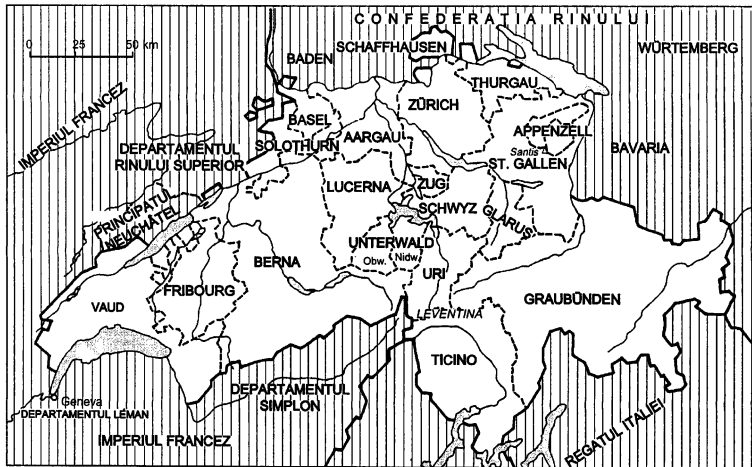 CONFEDERAȚIA RINULUI
0 25 50 km
BADEN
SCHAFFHAUSEN
WÜRTEMBERG
THURGAU
ZÜRICH
IMPERIUL FRANCEZ
BASEL
APPENZELL
SOLOTHURN
AARGAU
Santis
BAVARIA
DEPARTAMENTUL
RINULUI SUPERIOR
ST. GALLEN
LUCERNA
ZUG
PRINCIPATUL
NEUCHÂTEL
SCHWYZ
GLARUS
UNTERWALD
Obw.
Nidw.
BERNA
URI
FRIBOURG
VAUD
GRAUBÜNDEN
LEVENTINA
TICINO
DEPARTAMENTUL
SIMPLON
Geneva
DEPARTAMENTUL LÉMAN
IMPERIUL FRANCEZ
REGATUL ITALIEI